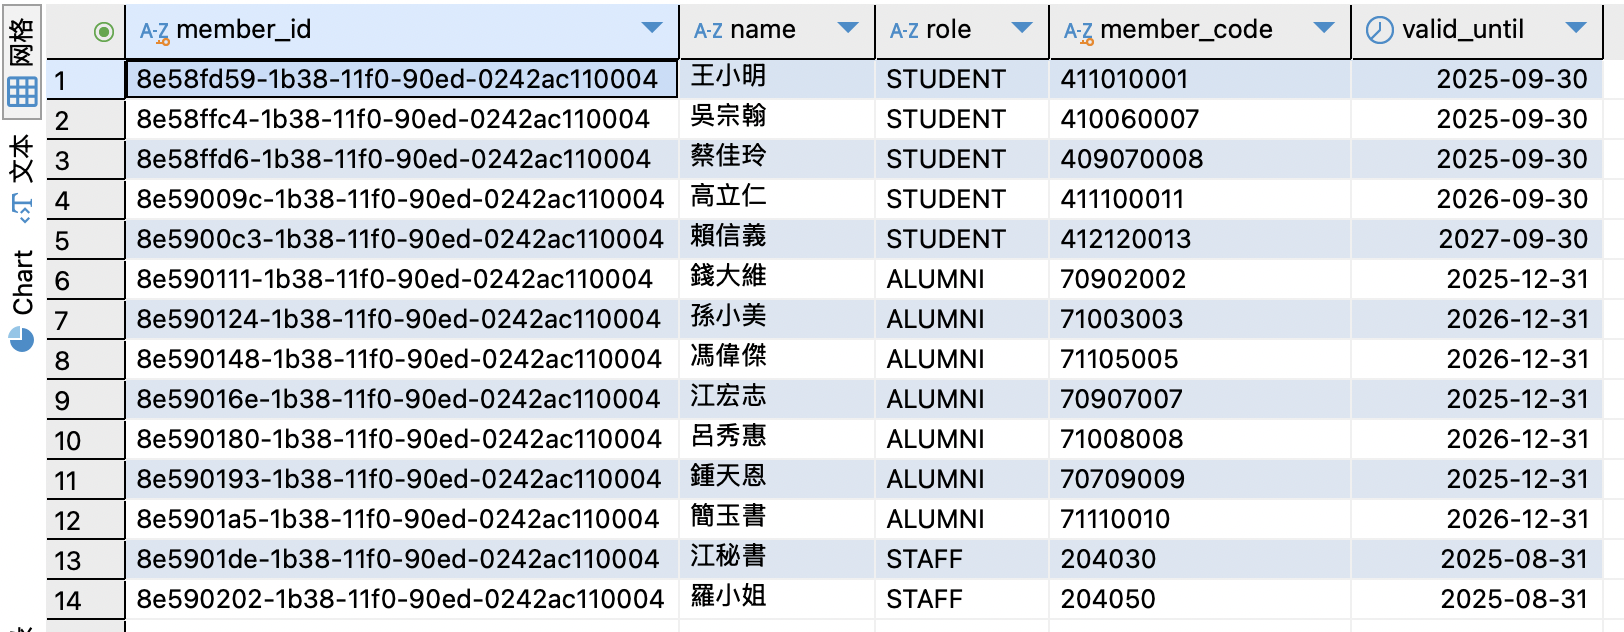 网格
文本
Chart
A-Z member_id A-Z name A-Z role A-Z member_code valid_until
1 8e58fd59-1b38-11f0-90ed-0242ac110004 王小明 STUDENT 411010001 2025-09-30
2 8e58ffc4-1b38-11f0-90ed-0242ac110004 吳宗翰 STUDENT 410060007 2025-09-30
3 8e58ffd6-1b38-11f0-90ed-0242ac110004 蔡佳玲 STUDENT 409070008 2025-09-30
4 8e59009c-1b38-11f0-90ed-0242ac110004 高立仁 STUDENT 411100011 2026-09-30
5 8e5900c3-1b38-11f0-90ed-0242ac110004 賴信義 STUDENT 412120013 2027-09-30
6 8e590111-1b38-11f0-90ed-0242ac110004 錢大維 ALUMNI 70902002 2025-12-31
7 8e590124-1b38-11f0-90ed-0242ac110004 孫小美 ALUMNI 71003003 2026-12-31
8 8e590148-1b38-11f0-90ed-0242ac110004 馮偉傑 ALUMNI 71105005 2026-12-31
9 8e59016e-1b38-11f0-90ed-0242ac110004 江宏志 ALUMNI 70907007 2025-12-31
10 8e590180-1b38-11f0-90ed-0242ac110004 呂秀惠 ALUMNI 71008008 2026-12-31
11 8e590193-1b38-11f0-90ed-0242ac110004 鍾天恩 ALUMNI 70709009 2025-12-31
12 8e5901a5-1b38-11f0-90ed-0242ac110004 簡玉書 ALUMNI 71110010 2026-12-31
13 8e5901de-1b38-11f0-90ed-0242ac110004 江秘書 STAFF 204030 2025-08-31
14 8e590202-1b38-11f0-90ed-0242ac110004 羅小姐 STAFF 204050 2025-08-31